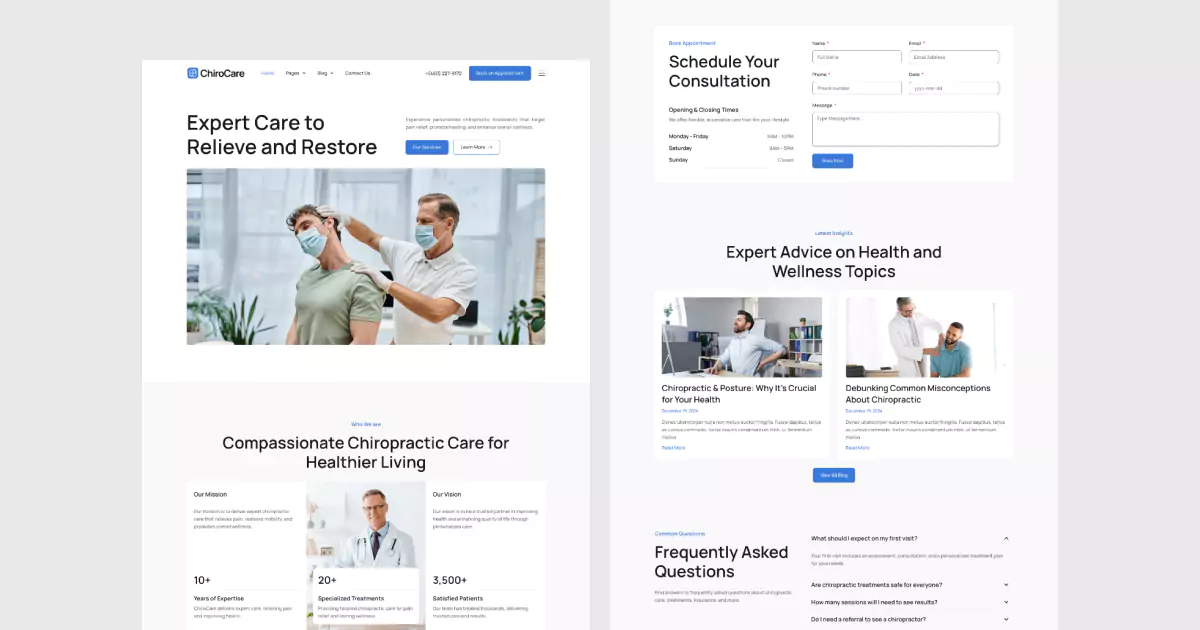 ChiroCare
Home
Pages
Blog
Contact Us
Book an Appointment
Expert Care to
Relieve and Restore
Experience personalized chiropractic treatments that target
pain relief, promote healing, and enhance overall wellness.
Our Services
Learn More →
Who We are
Compassionate Chiropractic Care for
Healthier Living
Our Mission
Our mission is to deliver expert chiropractic
care that relieves pain, restores mobility, and
promotes overall wellness.
10+
Years of Expertise
ChiroCare delivers expert care, relieving pain
and improving health.
20+
Specialized Treatments
Providing tailored chiropractic care for pain
relief and lasting wellness.
Our Vision
Our vision is to be a trusted partner in improving
health and enhancing quality of life through
personalized care.
3,500+
Satisfied Patients
Our team has treated thousands, delivering
trusted care and results.
Book Appointment
Schedule Your
Consultation
Opening & Closing Times
We offer flexible, accessible care that fits your lifestyle
Monday - Friday
Saturday
9AM - 5PM
Sunday
Closed
Name *
Full Name
Email *
Email Address
Phone *
Phone number
Date *
yyyy-mm-dd
Message *
Type Message Here...
Book Now
Latest Insights
Expert Advice on Health and
Wellness Topics
Chiropractic & Posture: Why It's Crucial
for Your Health
December 19, 2024
Donec ullamcorper nulla non metus auctor fringilla. Fusce dapibus, tellus
ac cursus commodo, tortor mauris condimentum nibh, ut fermentum
massa
Read More
Debunking Common Misconceptions
About Chiropractic
December 19, 2024
Donec ullamcorper nulla non metus auctor fringilla. Fusce dapibus, tellus
ac cursus commodo, tortor mauris condimentum nibh, ut fermentum
massa
Read More
View All Blog
Common Questions
Frequently Asked
Questions
Find answers to frequently asked questions about chiropractic
care, treatments, insurance, and more.
What should I expect on my first visit?
Your first visit includes an assessment, consultation, and a personalized treatment plan
for your needs.
Are chiropractic treatments safe for everyone?
How many sessions will I need to see results?
Do I need a referral to see a chiropractor?